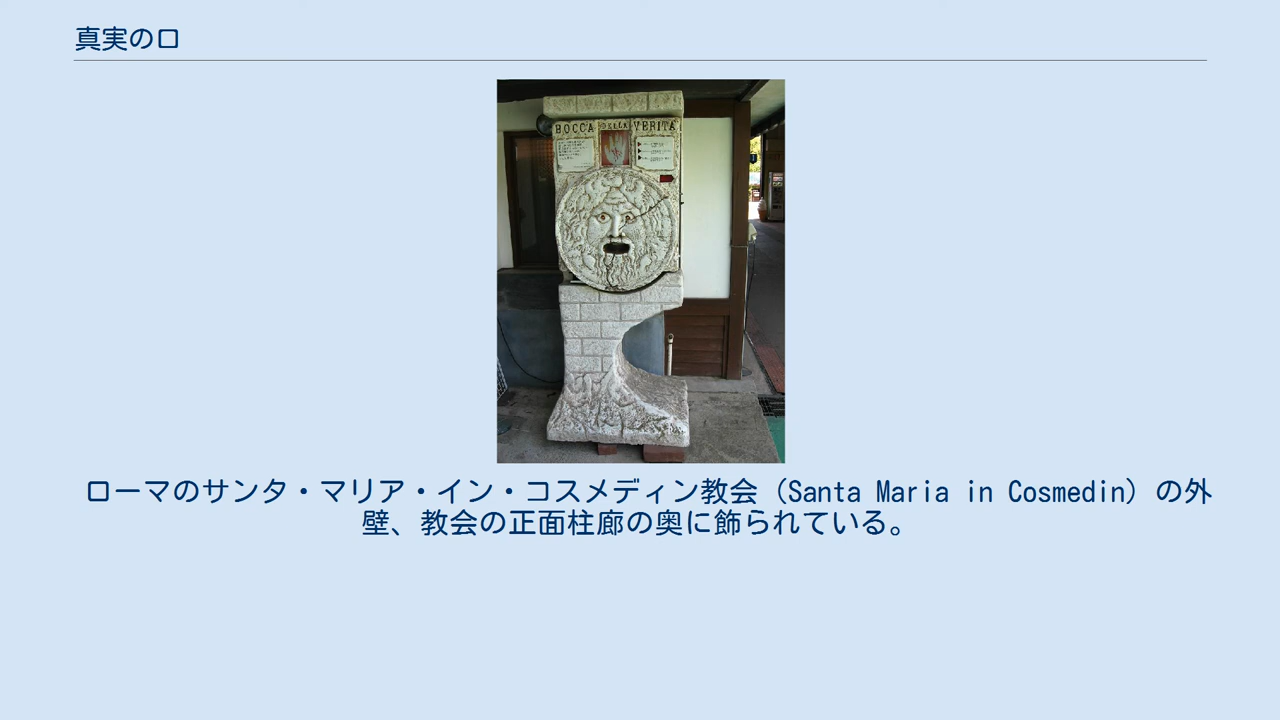 真実の口
BOCCA DELLA VERITA
ローマのサンタ・マリア・イン・コスメディン教会（Santa Maria in Cosmedin）の外
壁、教会の正面柱廊の奥に飾られている。